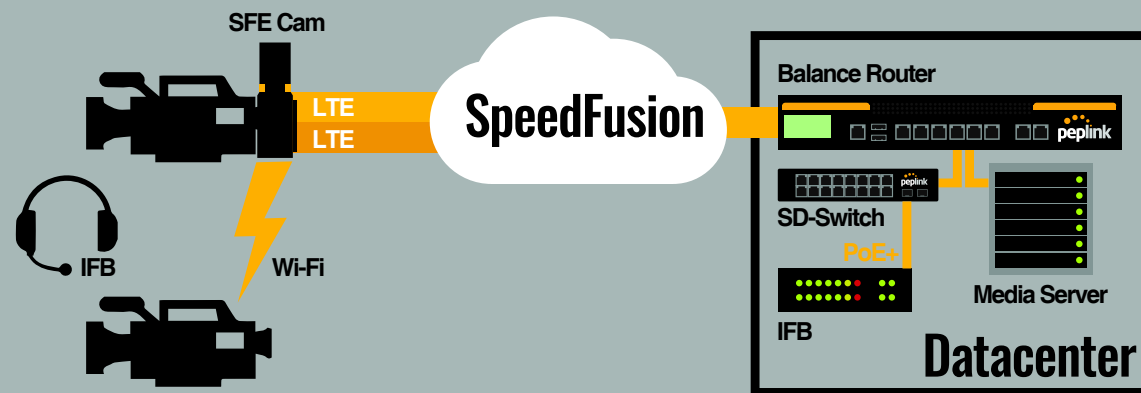 SFE Cam
LTE
LTE
IFB
Wi-Fi
SpeedFusion
Balance Router
peplink
peplink
SD-Switch
PoE+
IFB
Media Server
Datacenter